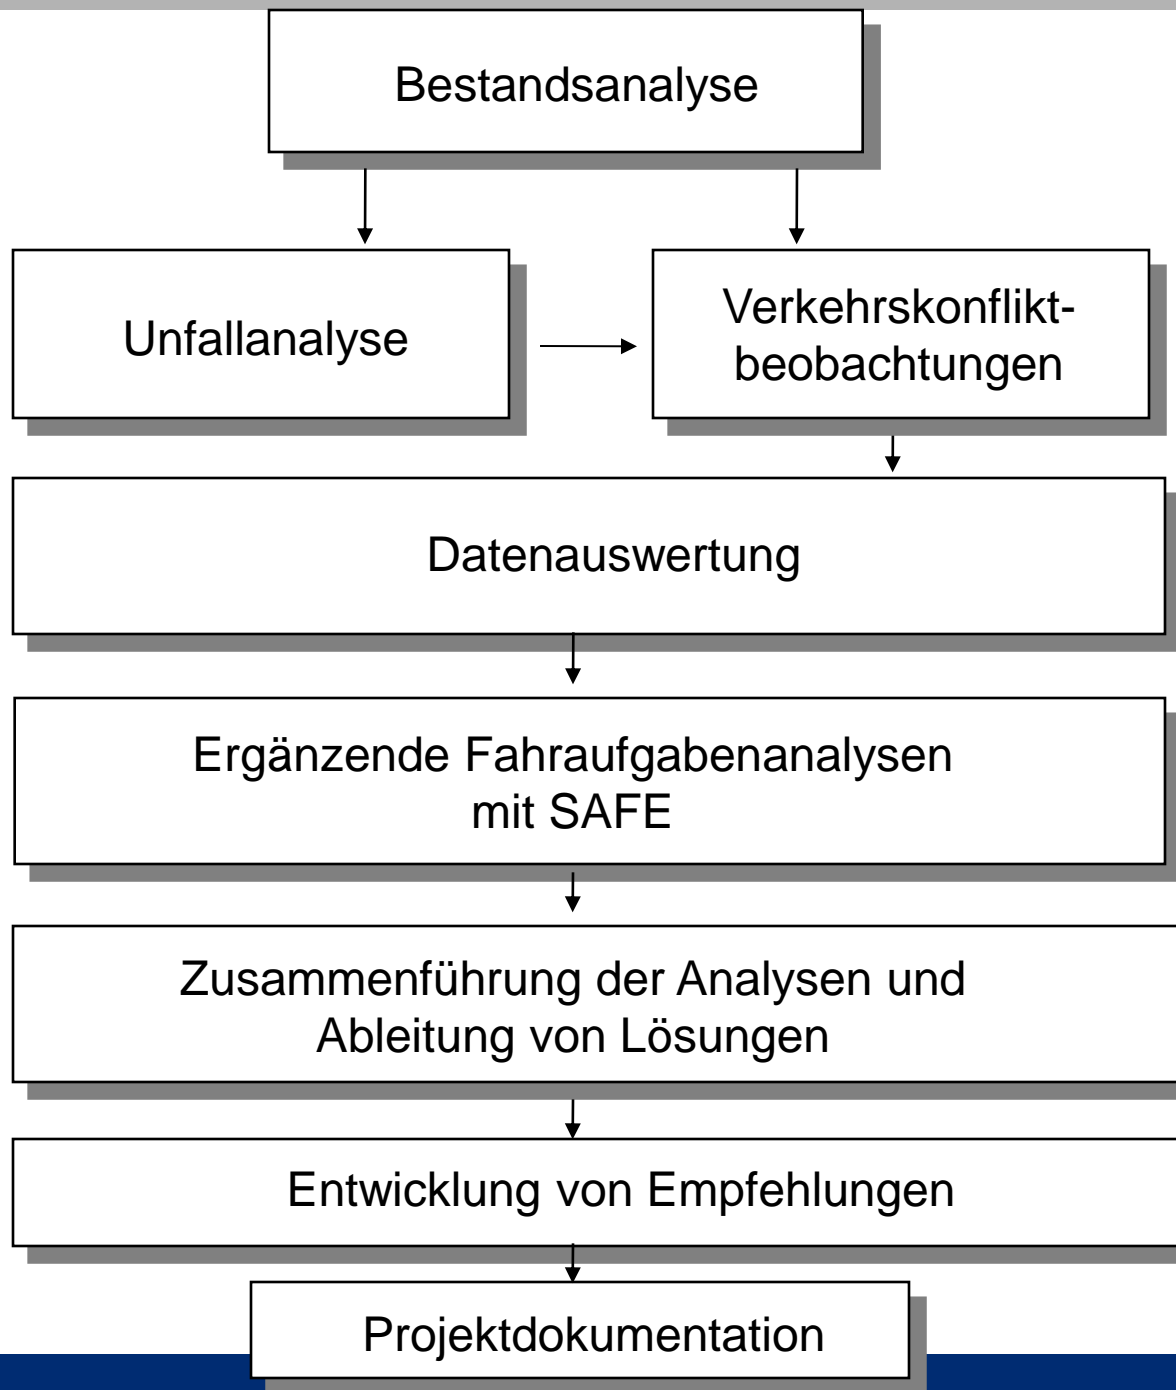 Bestandsanalyse
Unfallanalyse
Verkehrskonflikt-
beobachtungen
Datenauswertung
Ergänzende Fahraufgabenanalysen
mit SAFE
Zusammenführung der Analysen und
Ableitung von Lösungen
Entwicklung von Empfehlungen
Projektdokumentation